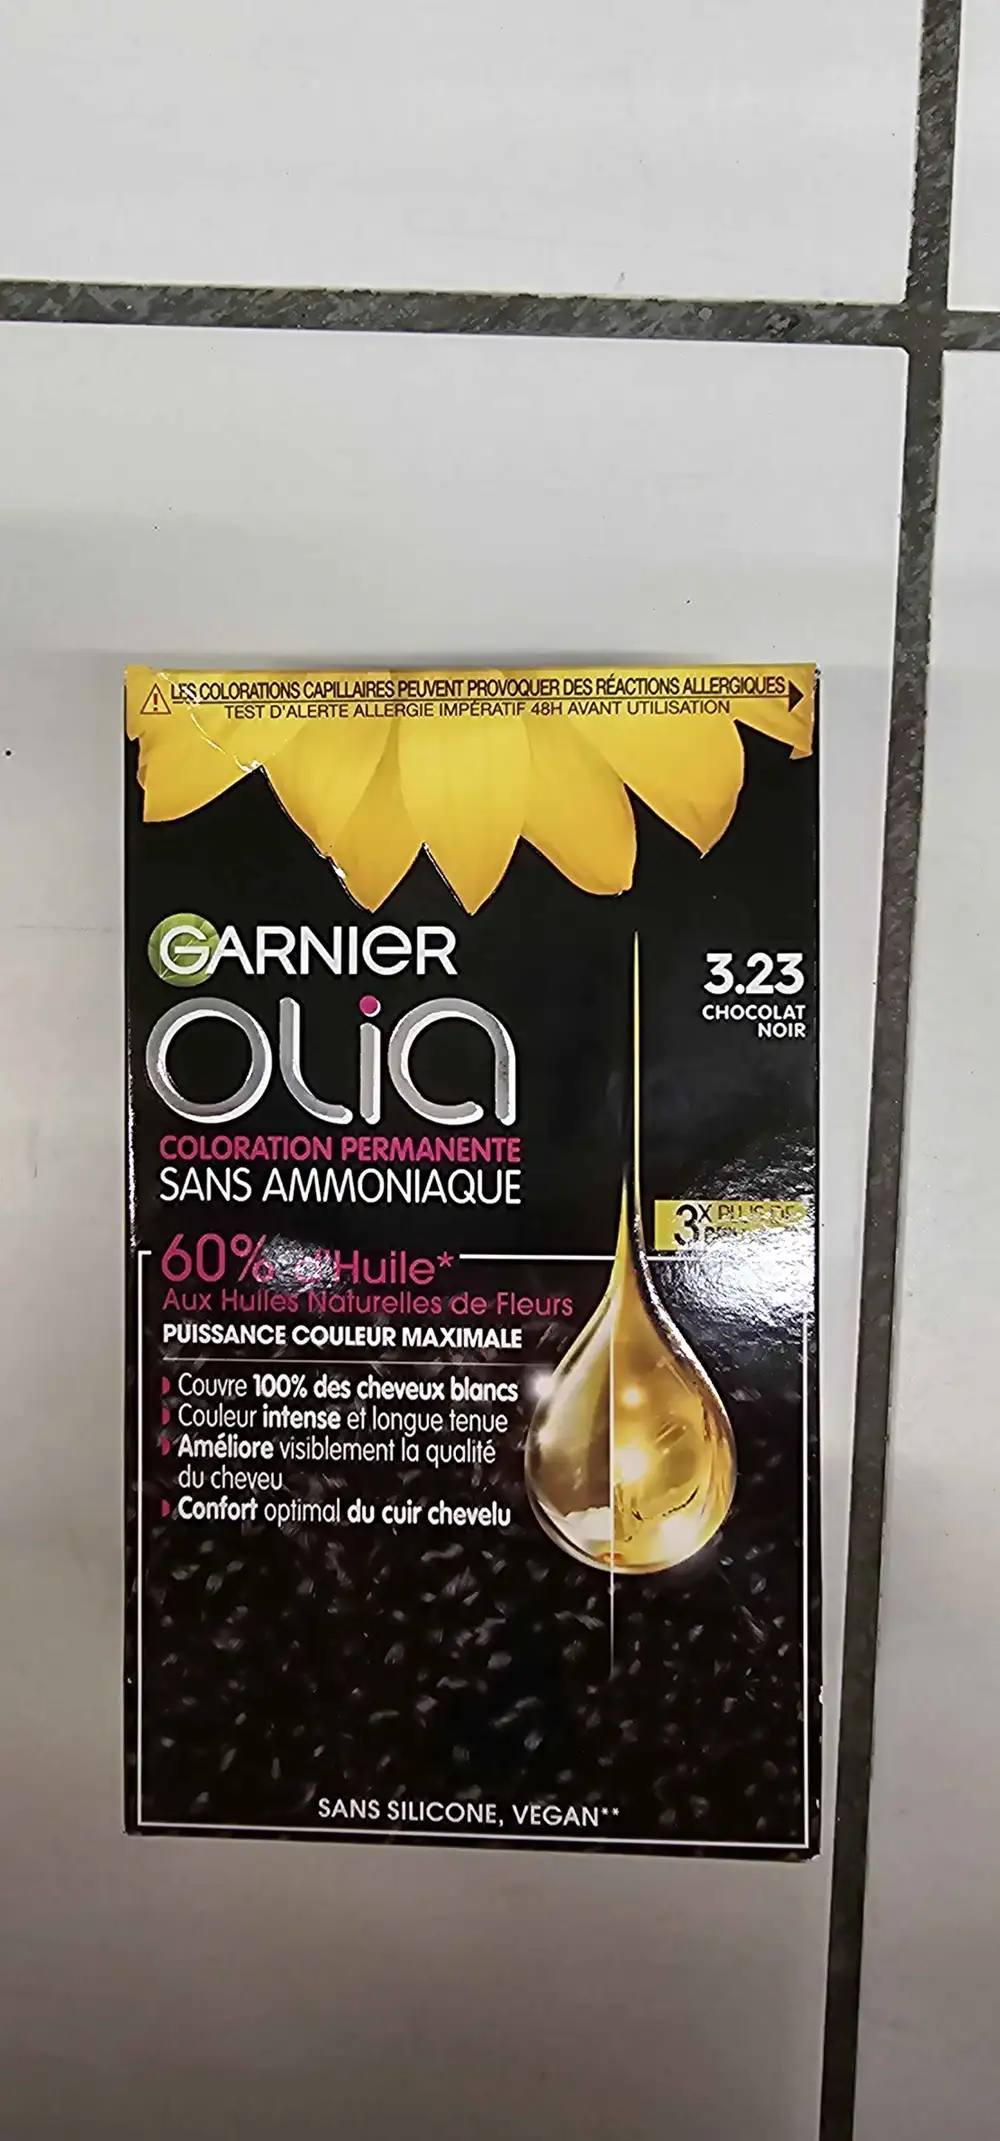 LES COLORATIONS CAPILLAIRES PEUVENT PROVOQUER DES RÉACTIONS ALLERGIQUES
TEST D'ALERTE ALLERGIE IMPÉRATIF 48H AVANT UTILISATION
GARNIER
OLIA
3.23
CHOCOLAT
NOIR
COLORATION PERMANENTE
SANS AMMONIAQUE
3X PLUS DE
60% d'Huile*
Aux Huiles Naturelles de Fleurs
PUISSANCE COULEUR MAXIMALE
Couvre 100% des cheveux blancs
Couleur intense et longue tenue
Améliore visiblement la qualité
du cheveu
Confort optimal du cuir chevelu
SANS SILICONE, VEGAN**